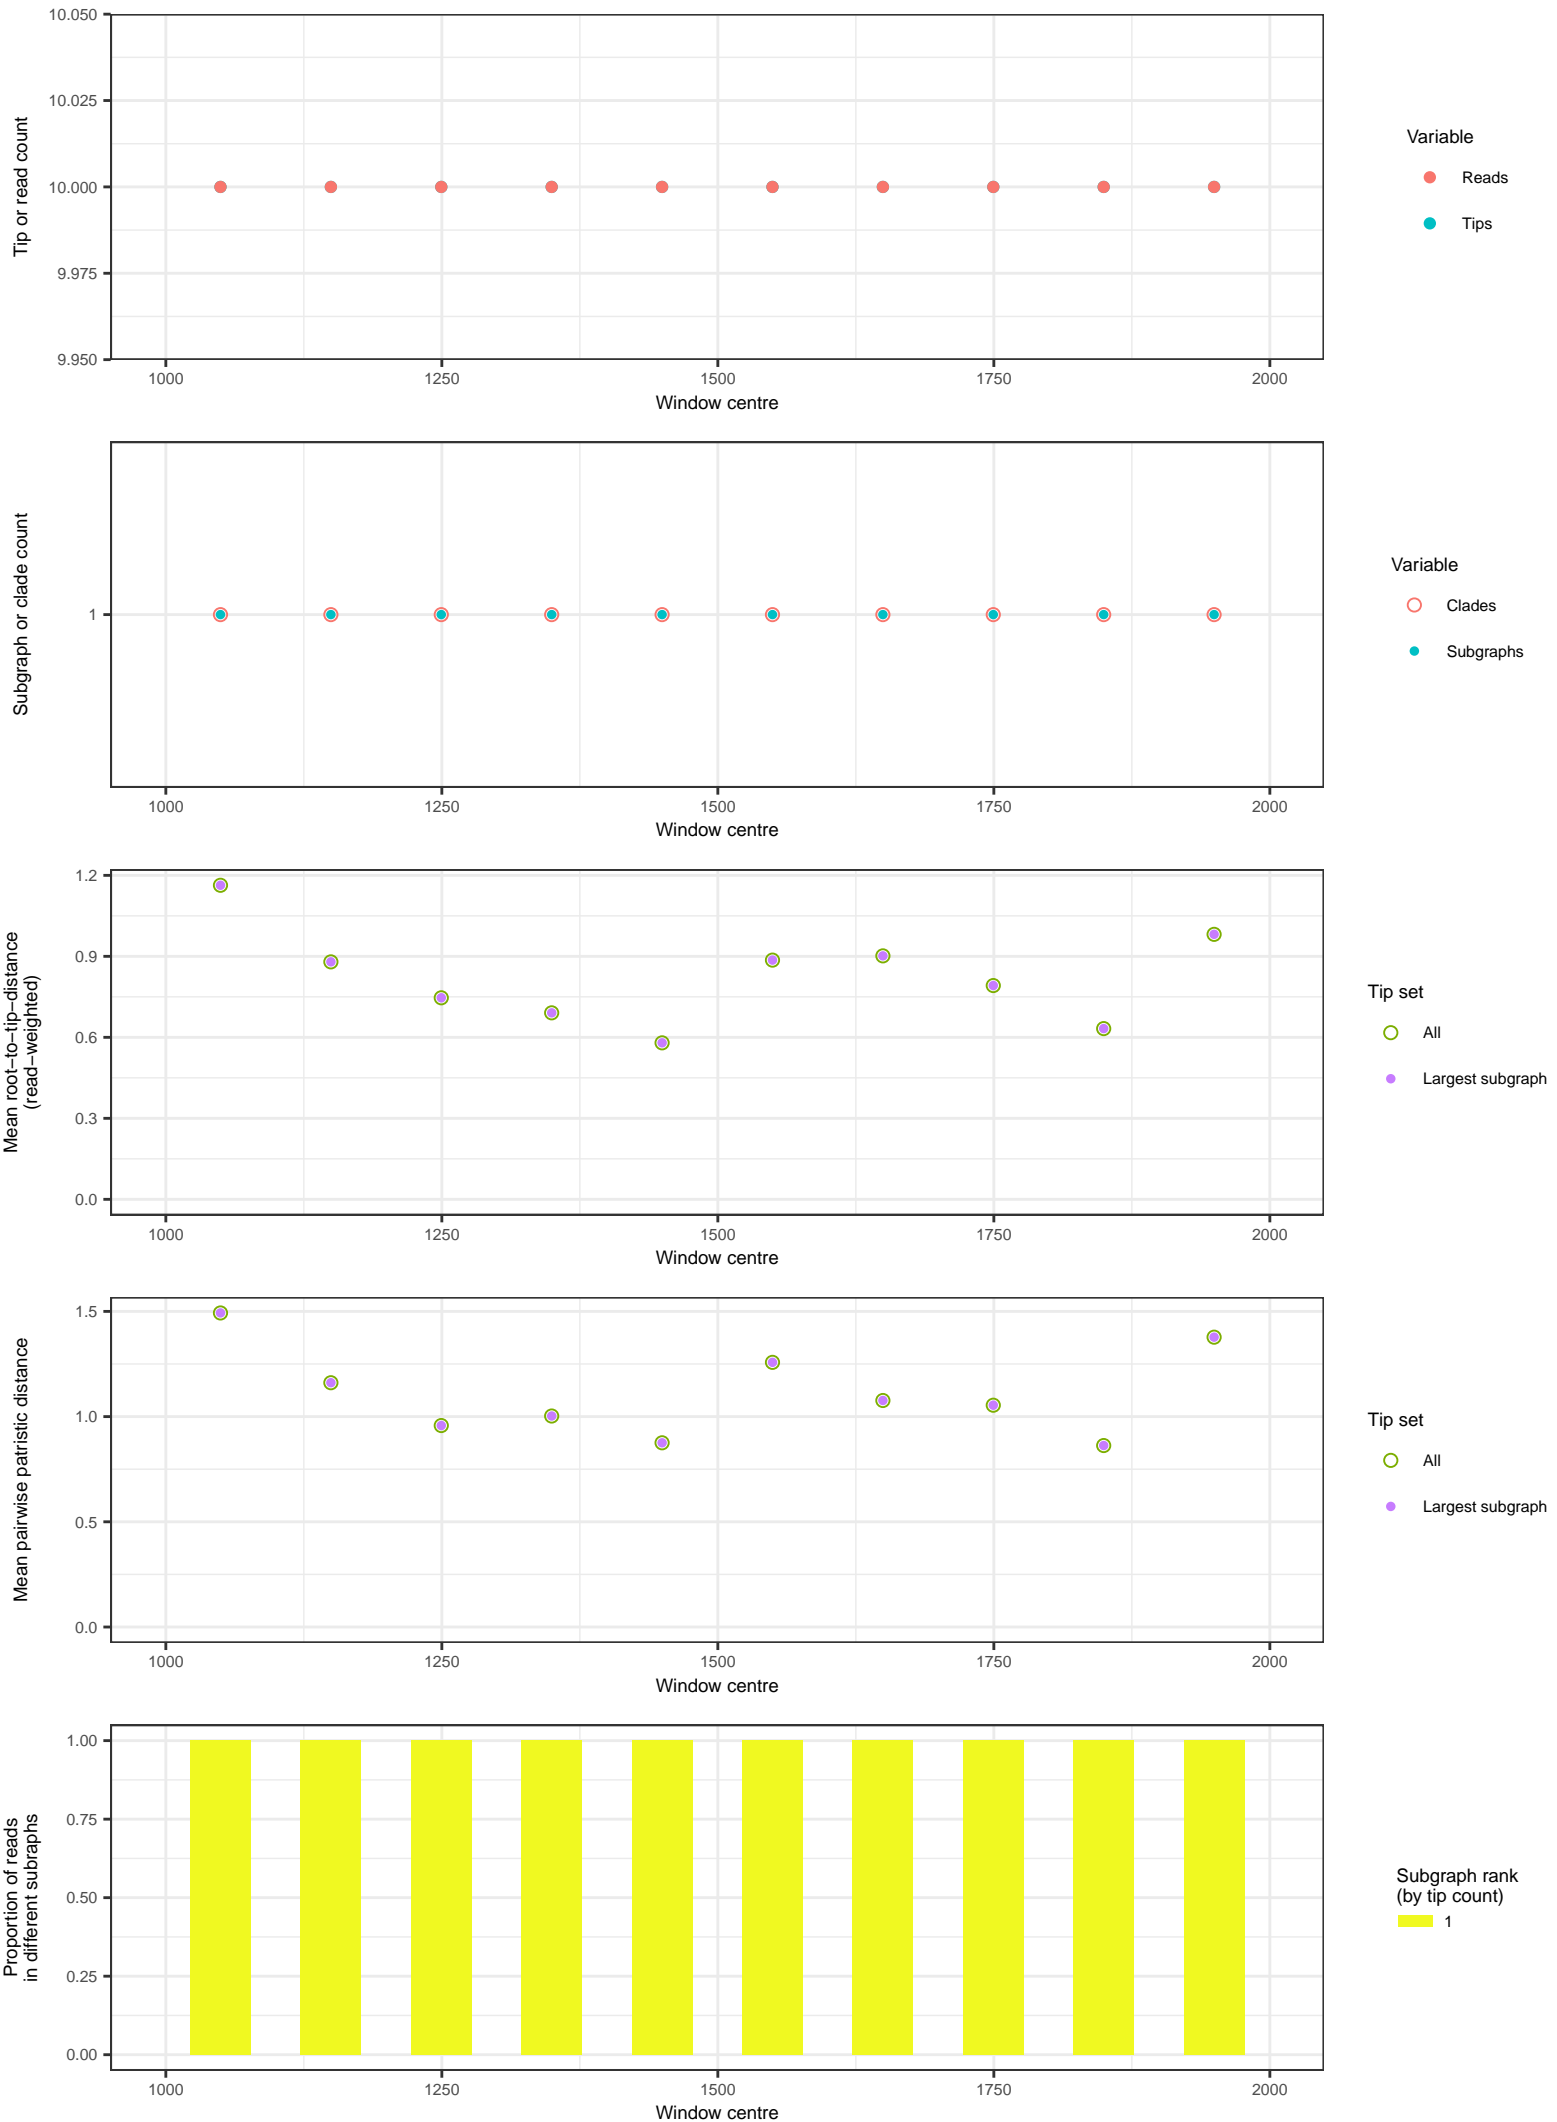 10.050
10.025
10.000
9.975
9.950
Tip or read count
1000 1250 1500 1750 2000
Window centre
Variable
Reads
Tips
1
Subgraph or clade count
1000 1250 1500 1750 2000
Window centre
Variable
Clades
Subgraphs
1.2
0.9
0.6
0.3
0.0
Mean root−to−tip−distance
(read−weighted)
1000 1250 1500 1750 2000
Window centre
Tip set
All
Largest subgraph
1.5
1.0
0.5
0.0
Mean pairwise patristic distance
1000 1250 1500 1750 2000
Window centre
Tip set
All
Largest subgraph
1.00
0.75
0.50
0.25
0.00
Proportion of reads
in different subraphs
1000 1250 1500 1750 2000
Window centre
Subgraph rank
(by tip count)
1